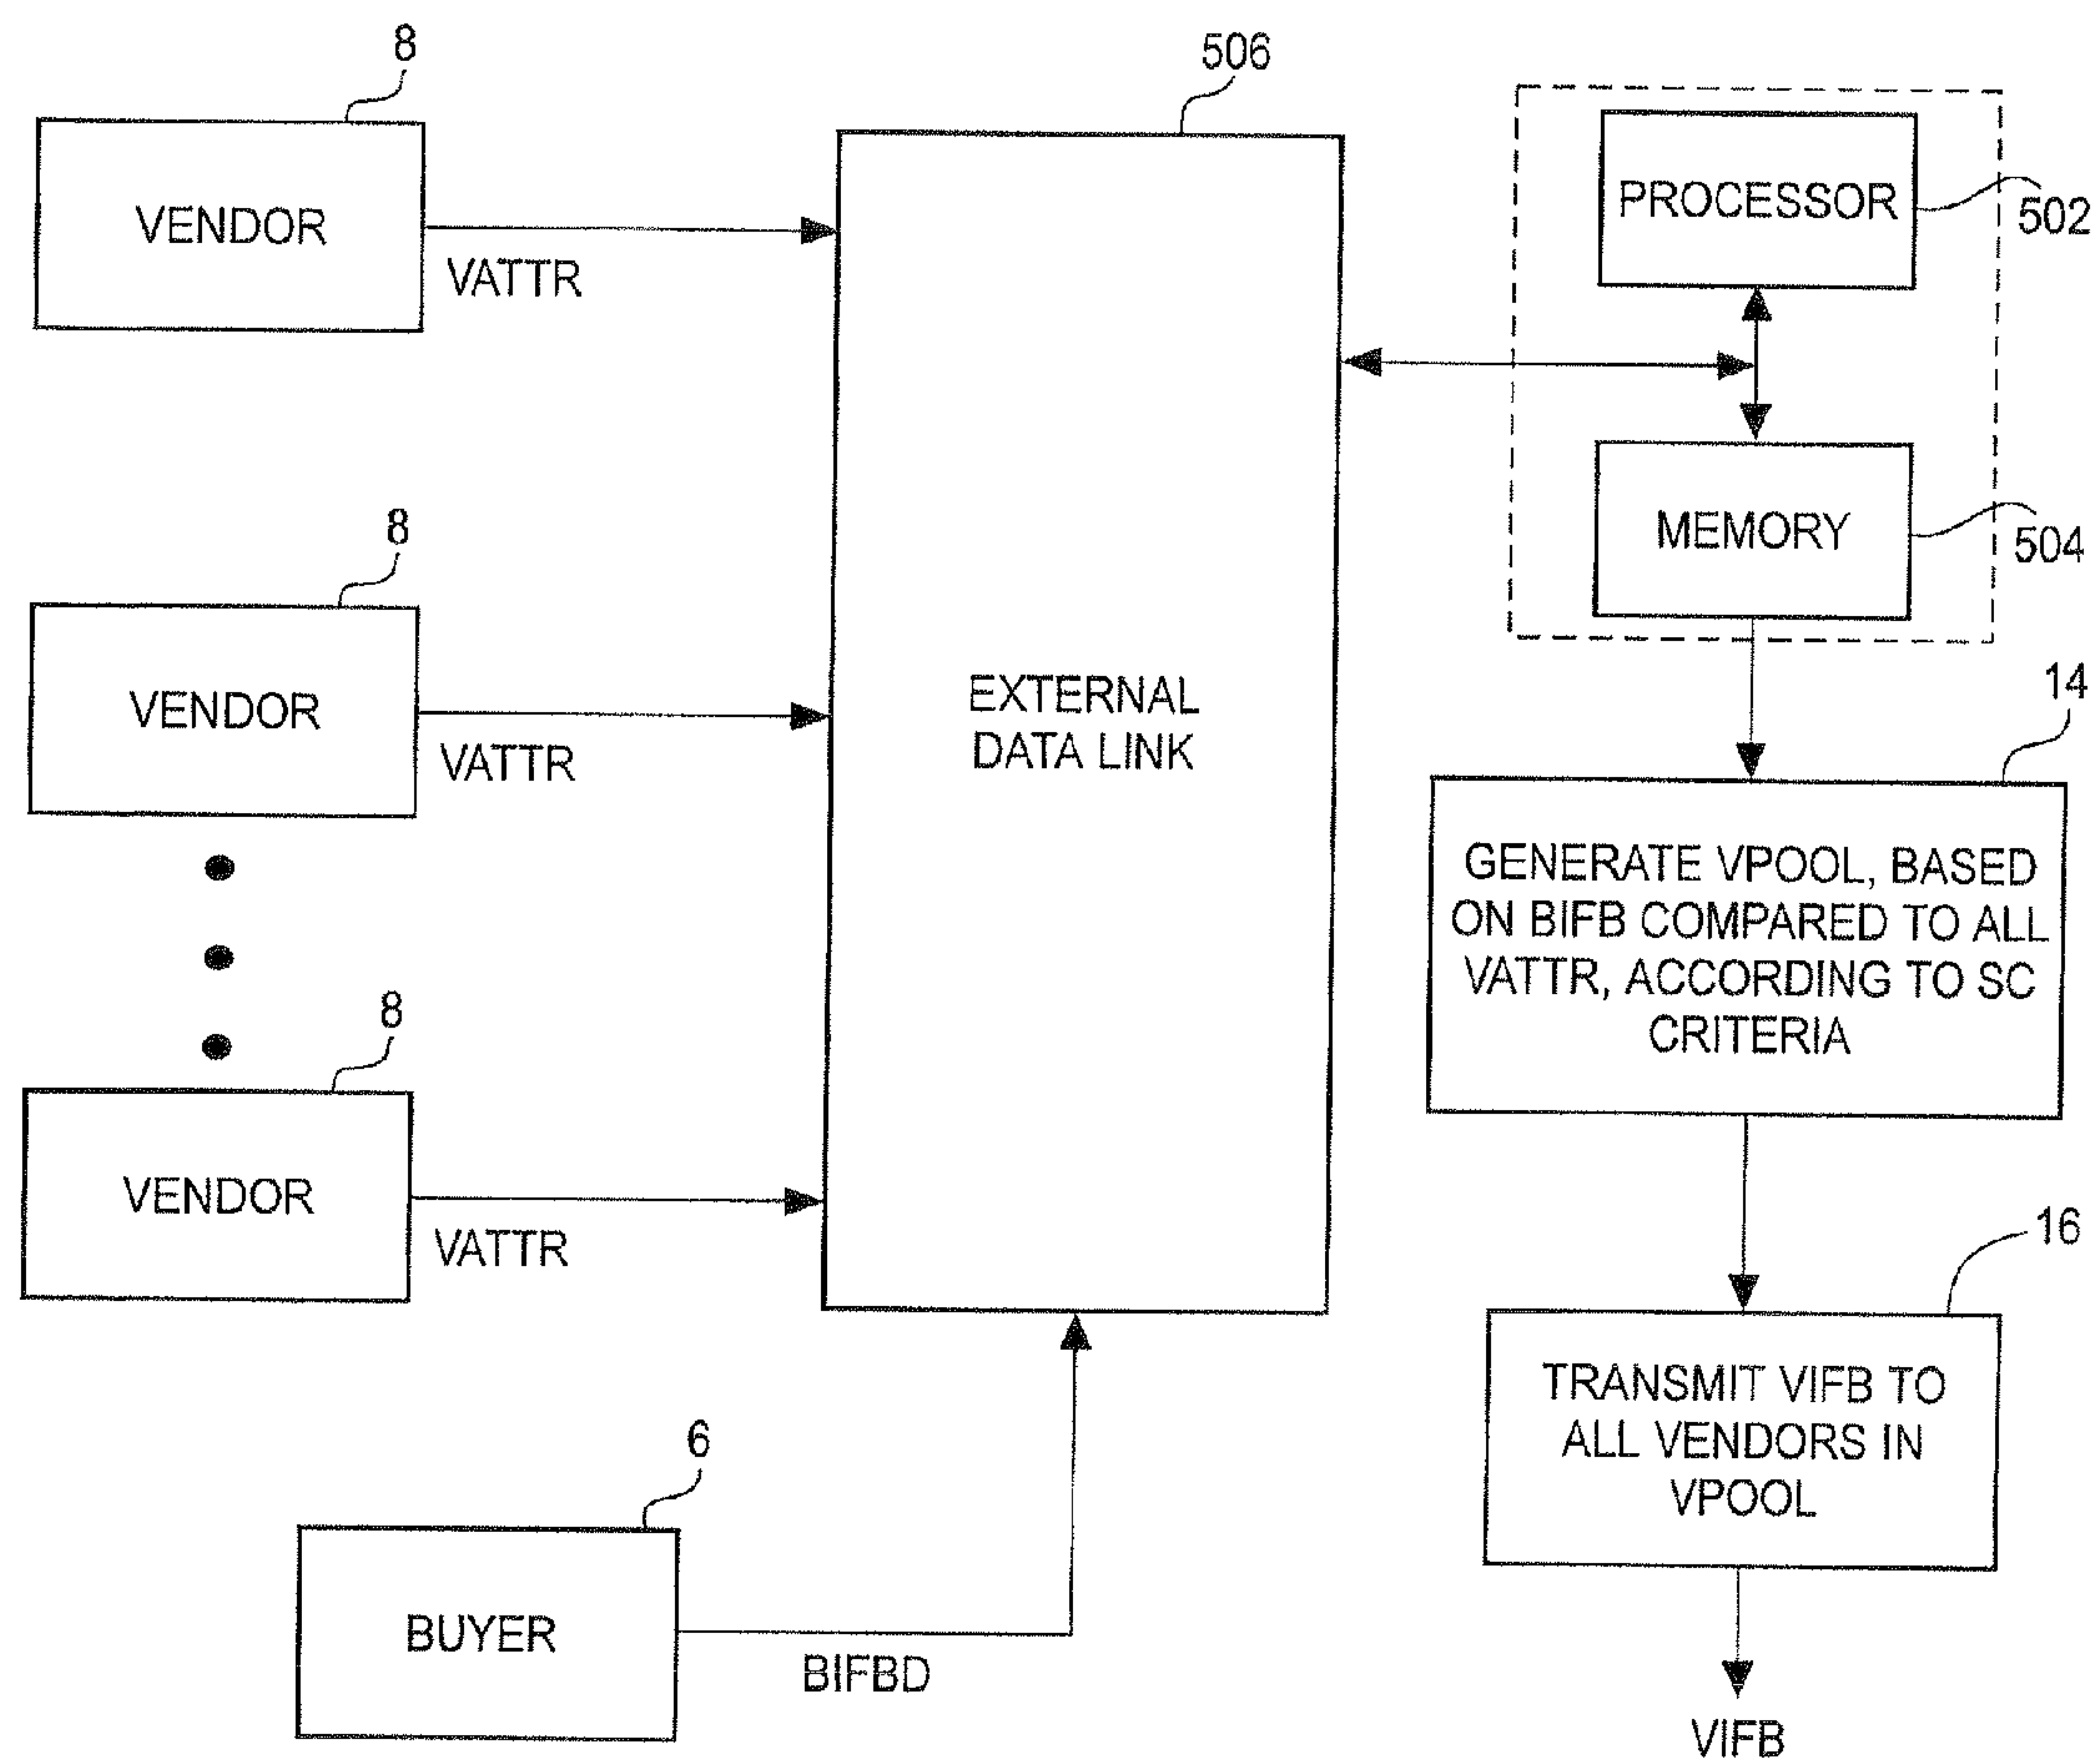 8
506
VENDOR
VATTR
PROCESSOR
502
8
VENDOR
VATTR
EXTERNAL
DATA LINK
MEMORY
504
14
GENERATE VPOOL, BASED
ON BIFB COMPARED TO ALL
VATTR, ACCORDING TO SC
CRITERIA
8
VENDOR
VATTR
16
TRANSMIT VIFB TO
ALL VENDORS IN
VPOOL
6
BUYER
BIFBD
VIFB